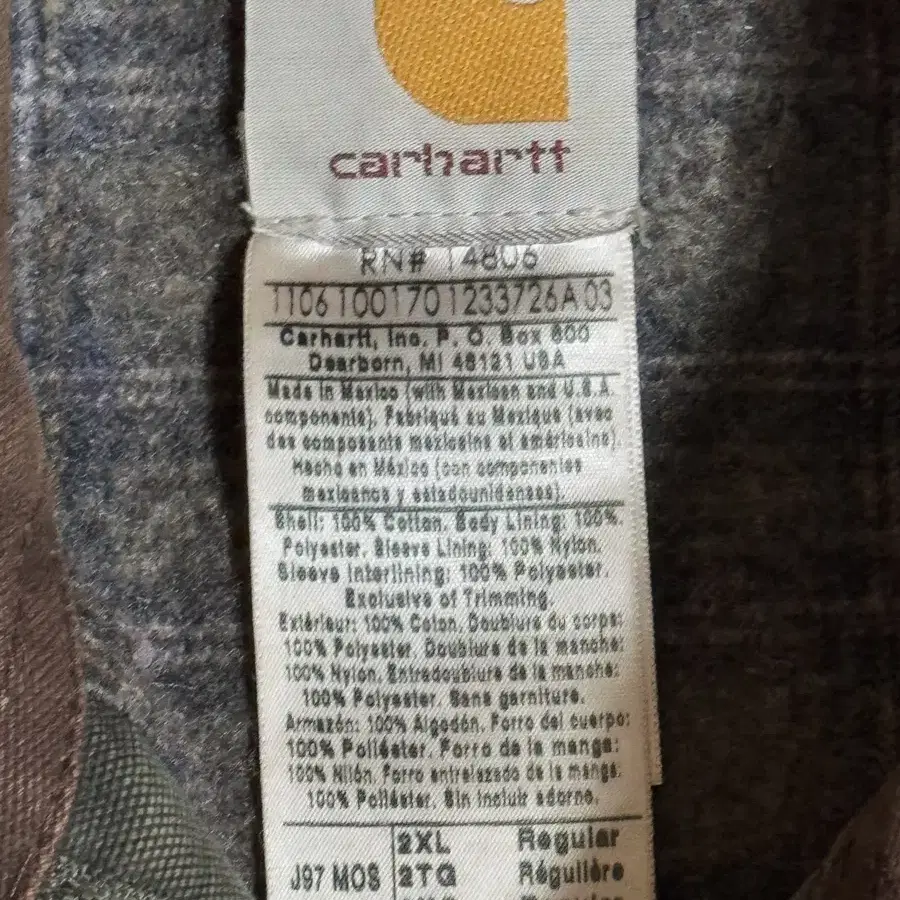 carhartt
RN# 14806
1106 100170 1233726A 03
Carhartt, Inc. P. O. Box 600
Dearborn, MI 48121 USA
Made in Mexico (with Mexican and U.S.A.
components). Fabriqué au Mexique (avec
des composants mexicains et américains).
Hecho en México (con componentes
mexicanos y estadounidenses).
Shell: 100% Cotton. Body Lining: 100%.
Polyester. Sleeve Lining: 100% Nylon.
Sleeve Interlining: 100% Polyester.
Exclusive of Trimming.
Extérieur: 100% Coton. Doublure du corps:
100% Polyester. Doublure de la manche:
100% Nylon. Entredoublure de la manche:
100% Polyester. Sans garniture.
Armazón: 100% Algodón. Forro del cuerpo:
100% Poliéster. Forro de la manga:
100% Nilón. Forro entrelazado de la manga:
100% Poliéster. Sin incluir adorno.
2XL Regular
J97 MOS 2TG Régulière